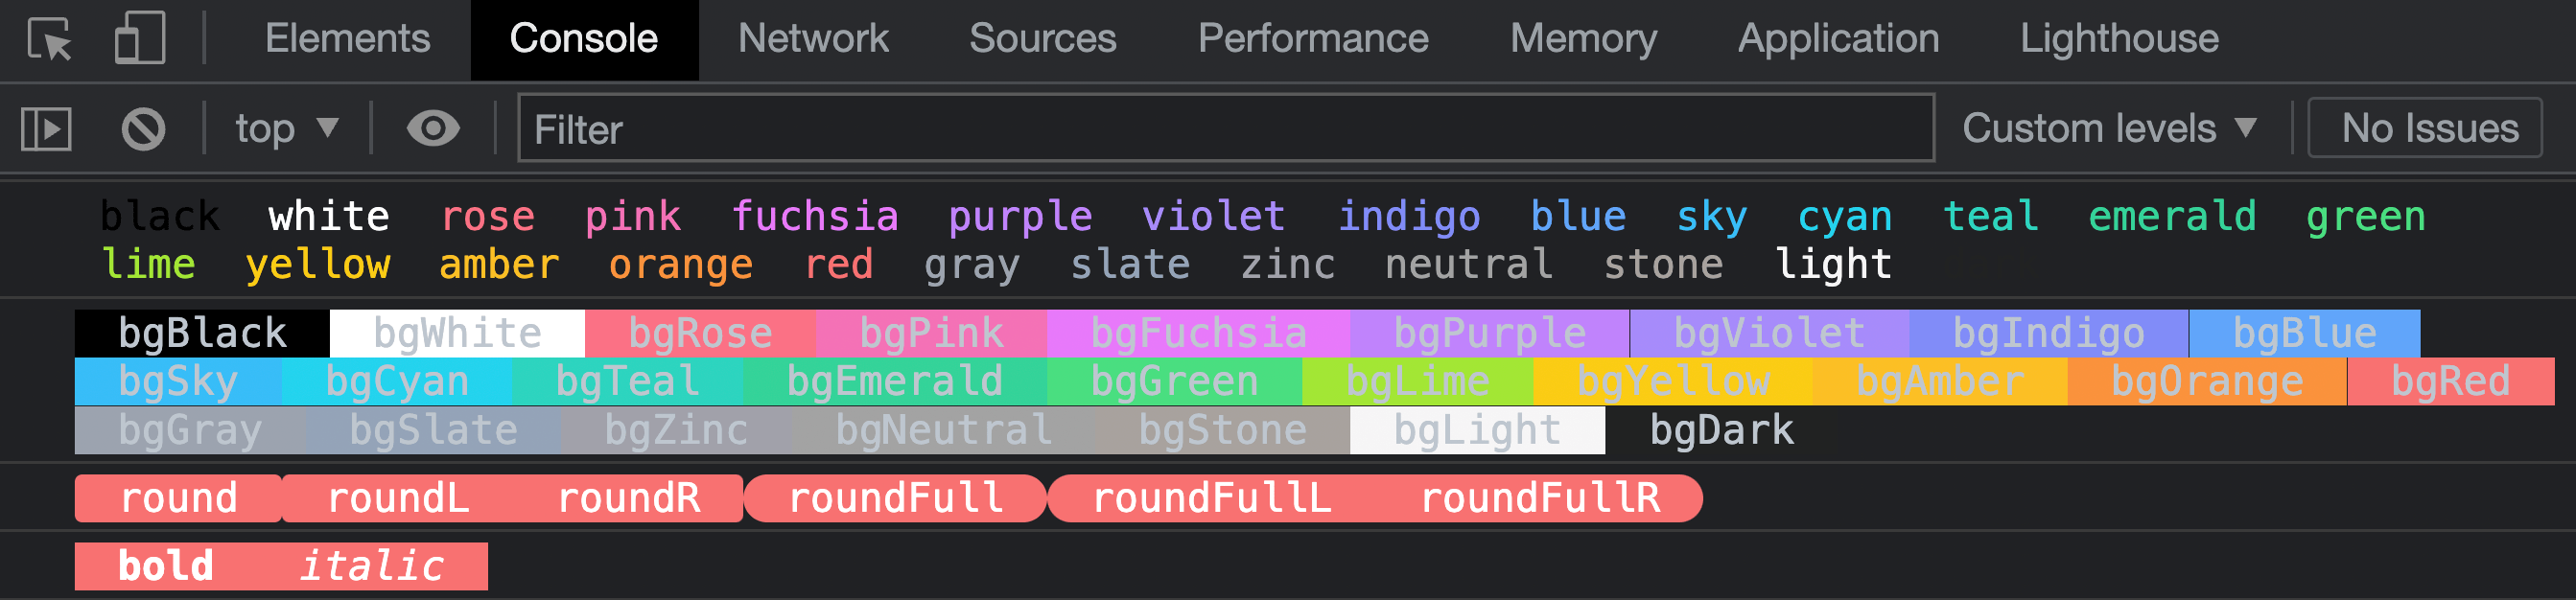 Elements Console Network Sources Performance Memory Application Lighthouse
top Filter Custom levels No Issues
black white rose pink fuchsia purple violet indigo blue sky cyan teal emerald green
lime yellow amber orange red gray slate zinc neutral stone light
bgBlack bgWhite bgRose bgPink bgFuchsia bgPurple bgViolet bgIndigo bgBlue
bgSky bgCyan bgTeal bgEmerald bgGreen bgLime bgYellow bgAmber bgOrange bgRed
bgGray bgSlate bgZinc bgNeutral bgStone bgLight bgDark
round roundL roundR roundFull roundFullL roundFullR
bold italic